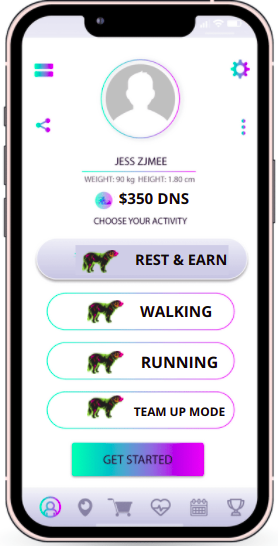 JESS ZJMEE
WEIGHT: 90 kg HEIGHT: 1.80 cm
$350 DNS
CHOOSE YOUR ACTIVITY
REST & EARN
WALKING
RUNNING
TEAM UP MODE
GET STARTED